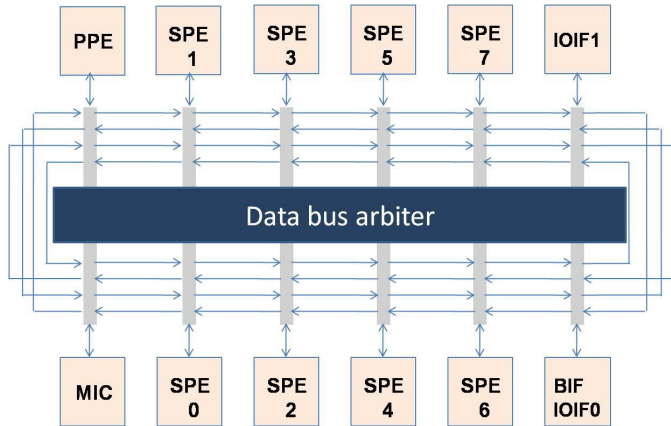 PPE
SPE
1
SPE
3
SPE
5
SPE
7
IOIF1
Data bus arbiter
MIC
SPE
0
SPE
2
SPE
4
SPE
6
BIF
IOIF0